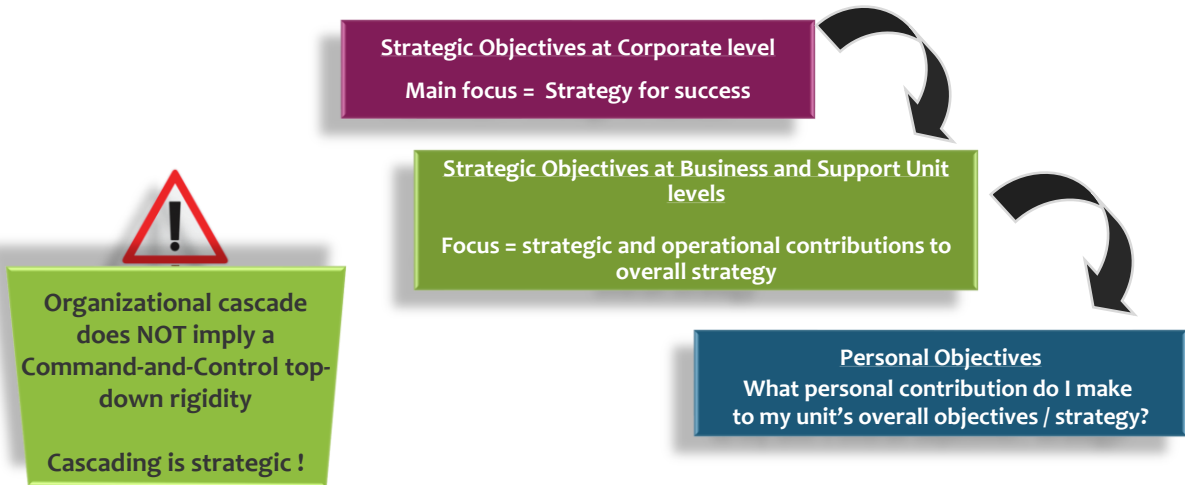 Strategic Objectives at Corporate level
Main focus = Strategy for success
Strategic Objectives at Business and Support Unit
levels
Focus = strategic and operational contributions to
overall strategy
Personal Objectives
What personal contribution do I make
to my unit's overall objectives / strategy?
!
Organizational cascade
does NOT imply a
Command-and-Control top-
down rigidity
Cascading is strategic !